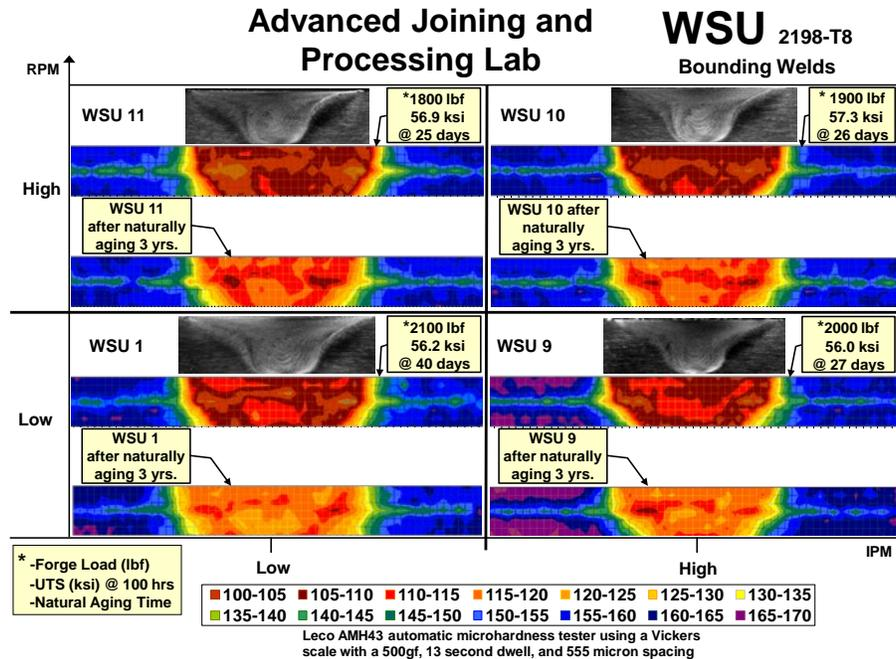 Advanced Joining and
Processing Lab
WSU 2198-T8
Bounding Welds
RPM
WSU 11
*1800 lbf
56.9 ksi
@ 25 days
WSU 10
* 1900 lbf
57.3 ksi
@ 26 days
High
WSU 11
after naturally
aging 3 yrs.
WSU 10 after
naturally
aging 3 yrs.
WSU 1
*2100 lbf
56.2 ksi
@ 40 days
WSU 9
*2000 lbf
56.0 ksi
@ 27 days
Low
WSU 1
after naturally
aging 3 yrs.
WSU 9
after naturally
aging 3 yrs.
IPM
* -Forge Load (lbf)
-UTS (ksi) @ 100 hrs
-Natural Aging Time
Low
High
100-105 105-110 110-115 115-120 120-125 125-130 130-135
135-140 140-145 145-150 150-155 155-160 160-165 165-170
Leco AMH43 automatic microhardness tester using a Vickers
scale with a 500gf, 13 second dwell, and 555 micron spacing